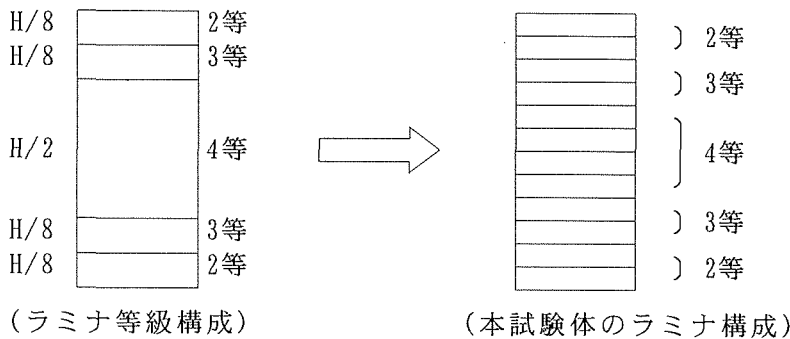 H/8 2等
H/8 3等
H/2 4等
H/8 3等
H/8 2等
(ラミナ等級構成)
2等
3等
4等
3等
2等
(本試験体のラミナ構成)